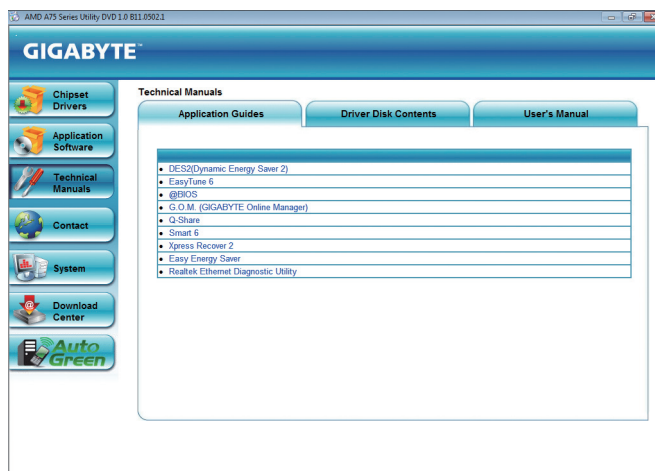 AMD A75 Series Utility DVD 1.0 B11.0502.1
GIGABYTE™
Chipset
Drivers
Application
Software
Technical
Manuals
Contact
System
Download
Center
Auto
Green
Technical Manuals
Application Guides
Driver Disk Contents
User's Manual
DES2(Dynamic Energy Saver 2)
EasyTune 6
@BIOS
G.O.M. (GIGABYTE Online Manager)
Q-Share
Smart 6
Xpress Recover 2
Easy Energy Saver
Realtek Ethernet Diagnostic Utility